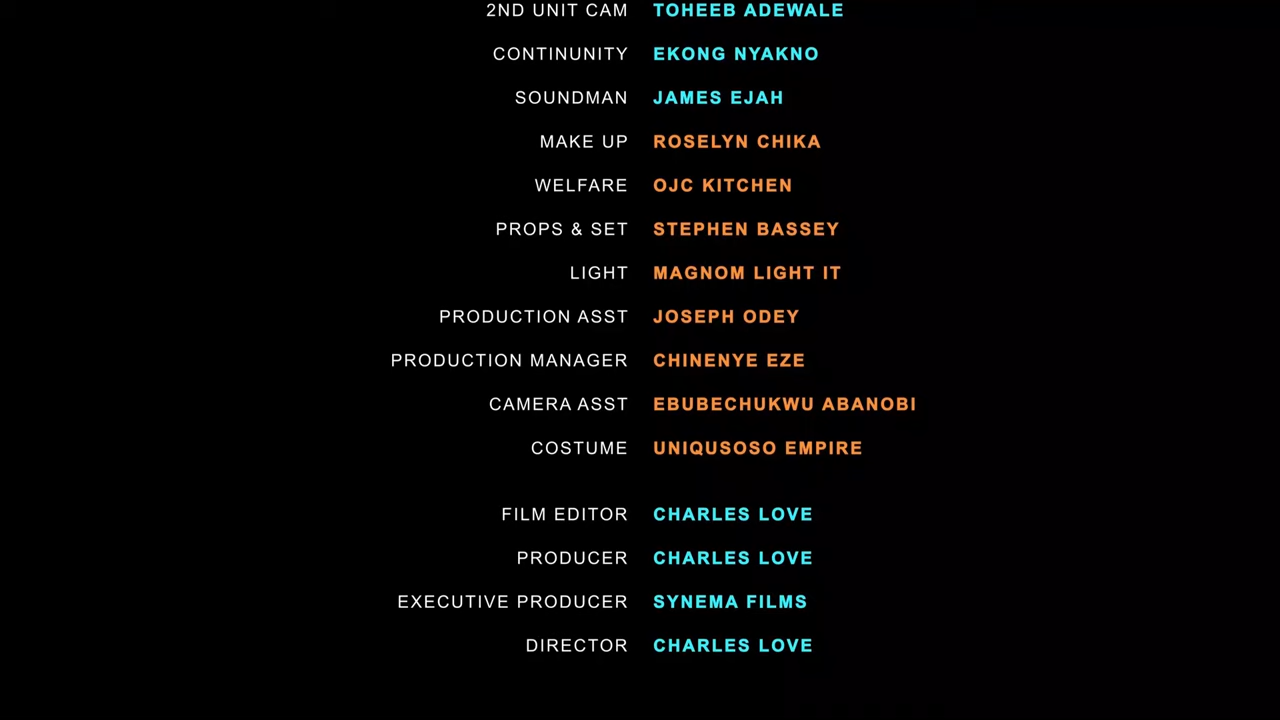 2ND UNIT CAM TOHEEB ADEWALE
CONTINUNITY EKONG NYAKNO
SOUNDMAN JAMES EJAH
MAKE UP ROSELYN CHIKA
WELFARE OJC KITCHEN
PROPS & SET STEPHEN BASSEY
LIGHT MAGNOM LIGHT IT
PRODUCTION ASST JOSEPH ODEY
PRODUCTION MANAGER CHINENYE EZE
CAMERA ASST EBUBECHUKWU ABANOBI
COSTUME UNIQUSOSO EMPIRE
FILM EDITOR CHARLES LOVE
PRODUCER CHARLES LOVE
EXECUTIVE PRODUCER SYNEMA FILMS
DIRECTOR CHARLES LOVE